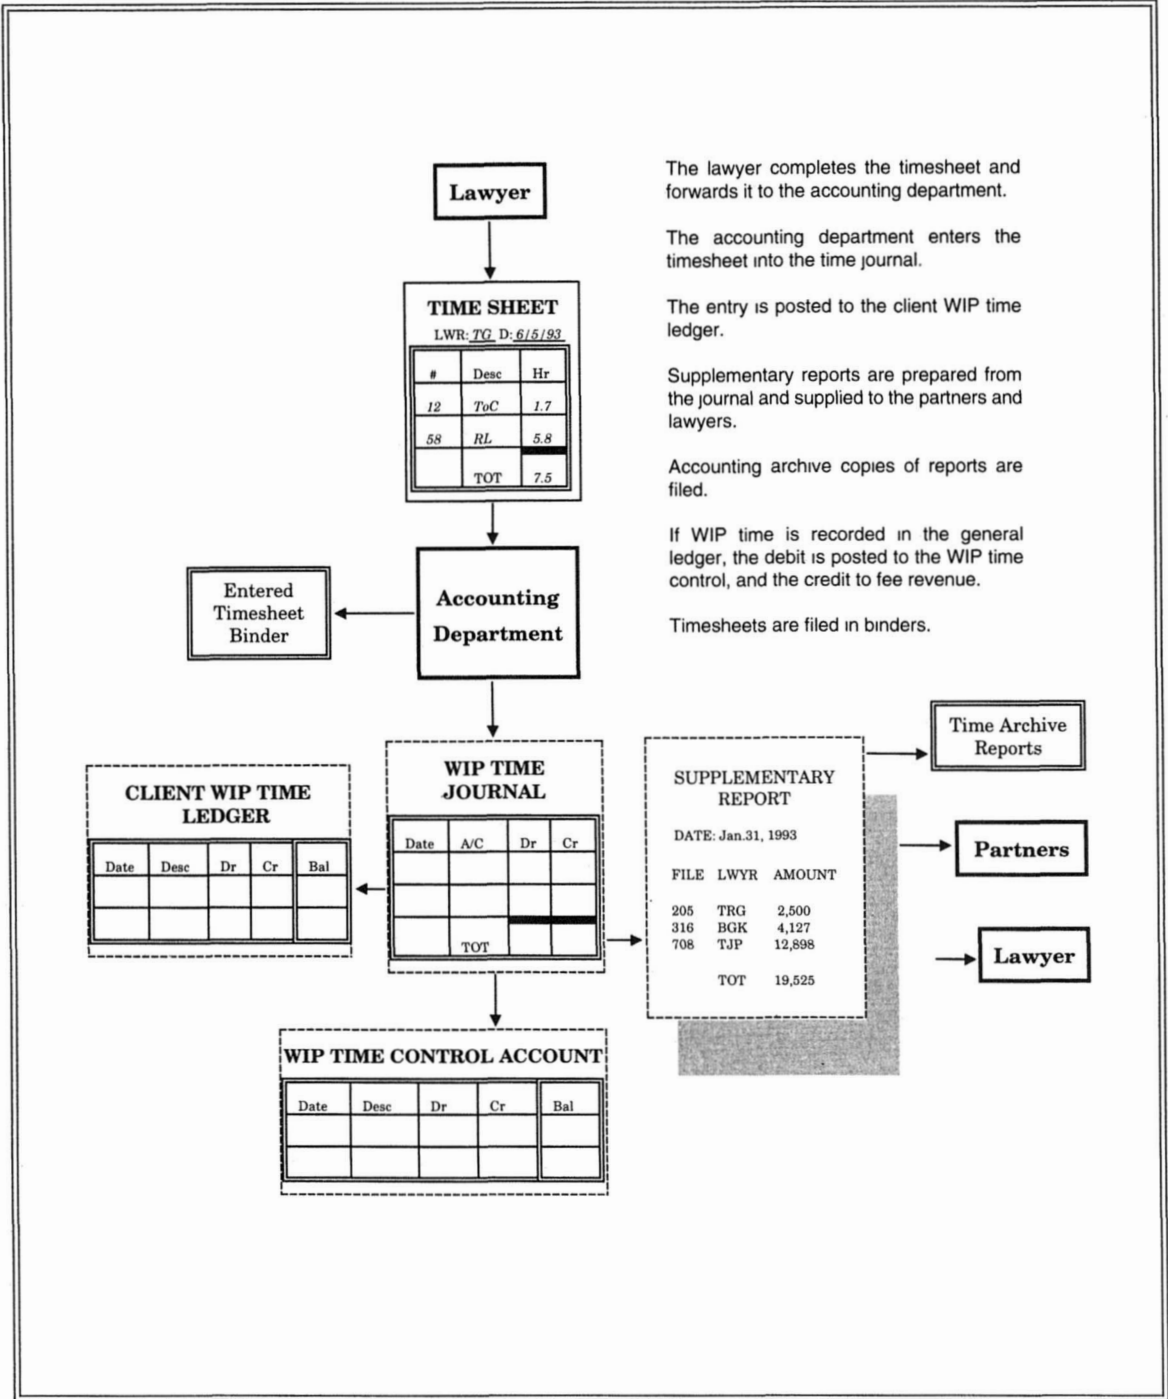 Lawyer
The lawyer completes the timesheet and
forwards it to the accounting department.
The accounting department enters the
timesheet into the time journal.
The entry is posted to the client WIP time
ledger.
Supplementary reports are prepared from
the journal and supplied to the partners and
lawyers.
Accounting archive copies of reports are
filed.
If WIP time is recorded in the general
ledger, the debit is posted to the WIP time
control, and the credit to fee revenue.
Timesheets are filed in binders.
TIME SHEET
LWR: TG D: 6/5/93
# Desc Hr
12 ToC 1.7
58 RL 5.8
TOT 7.5
Entered
Timesheet
Binder
Accounting
Department
CLIENT WIP TIME
LEDGER
Date Desc Dr Cr Bal
WIP TIME
JOURNAL
Date A/C Dr Cr
TOT
SUPPLEMENTARY
REPORT
DATE: Jan.31, 1993
FILE LWYR AMOUNT
205 TRG 2,500
316 BGK 4,127
708 TJP 12,898
TOT 19,525
Time Archive
Reports
Partners
Lawyer
WIP TIME CONTROL ACCOUNT
Date Desc Dr Cr Bal